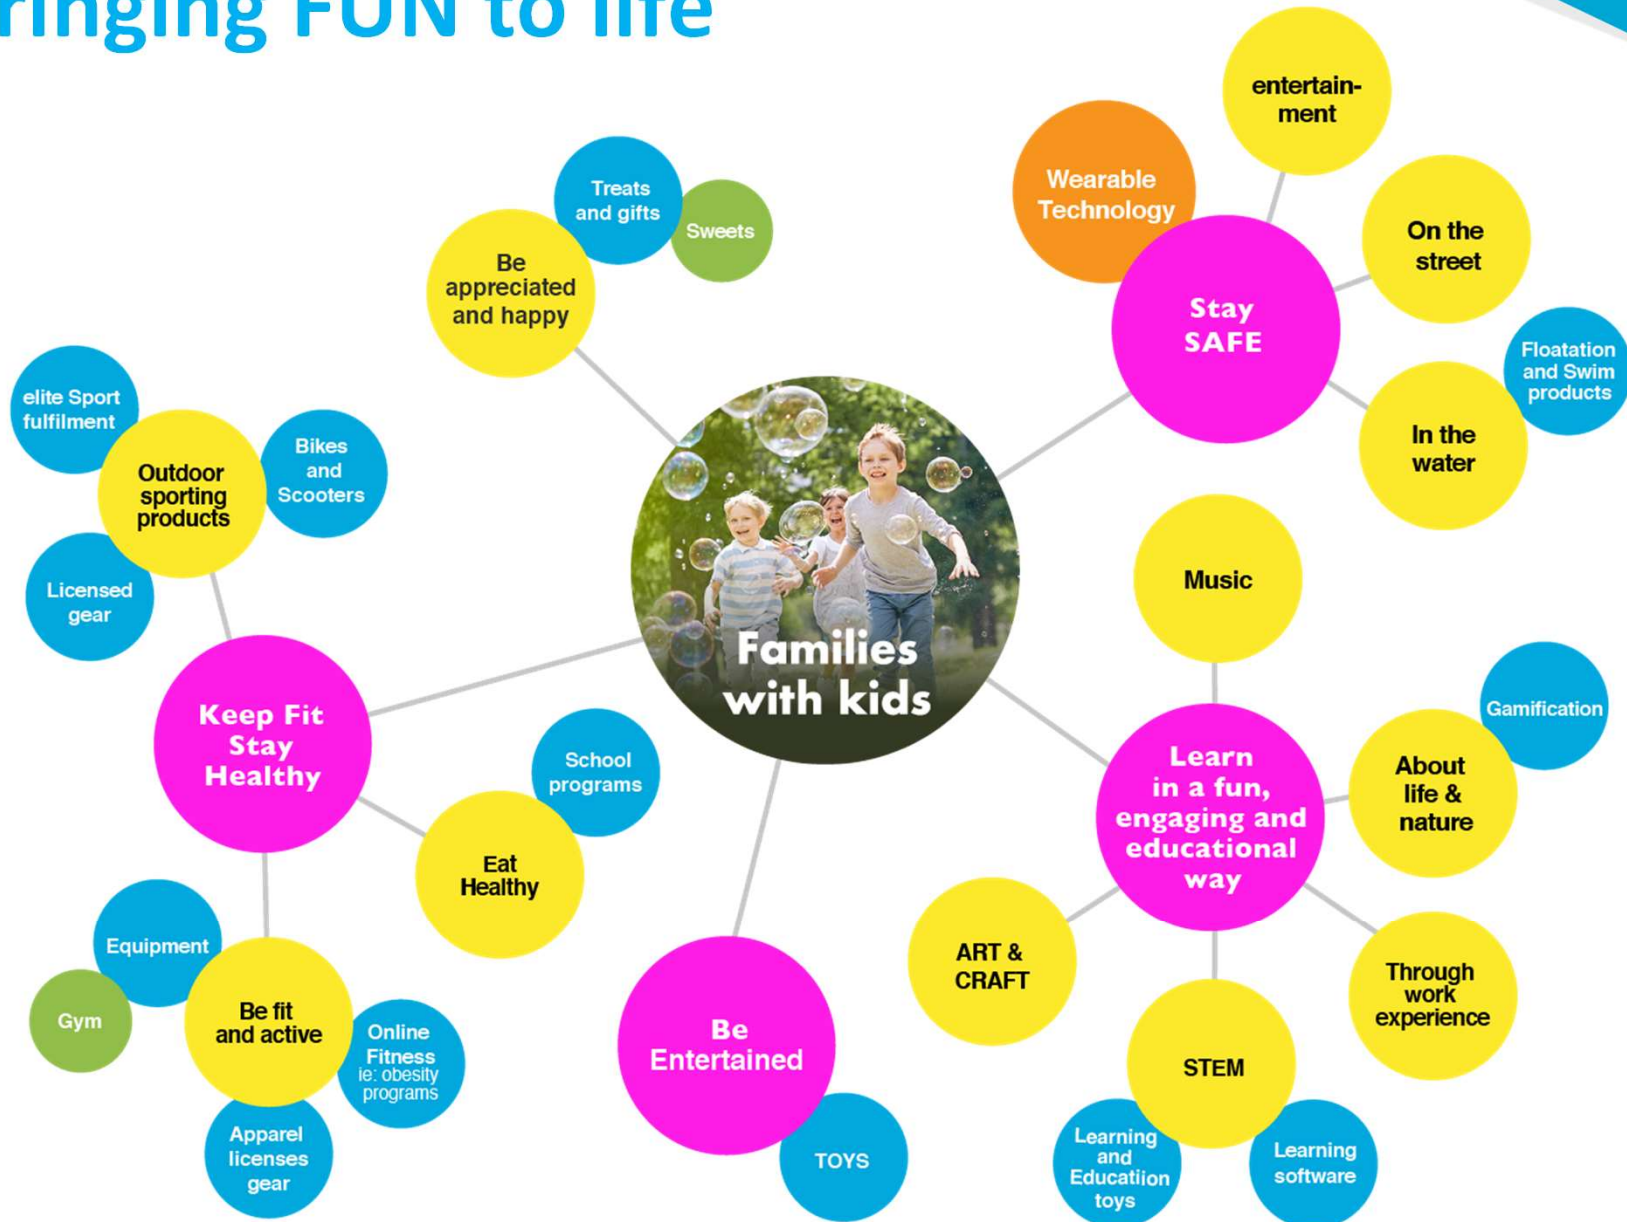 ringing FUN to life
entertain-
ment
Wearable
Technology
On the
street
Stay
SAFE
Floatation
and Swim
products
In the
water
Treats
and gifts
Sweets
Be
appreciated
and happy
elite Sport
fulfilment
Bikes
and
Scooters
Outdoor
sporting
products
Licensed
gear
Families
with kids
Music
Keep Fit
Stay
Healthy
School
programs
Eat
Healthy
Gamification
About
life &
nature
Learn
in a fun,
engaging and
educational
way
ART &
CRAFT
Through
work
experience
STEM
Learning
and
Educatiion
toys
Learning
software
Equipment
Gym
Be fit
and active
Online
Fitness
ie: obesity
programs
Apparel
licenses
gear
Be
Entertained
TOYS